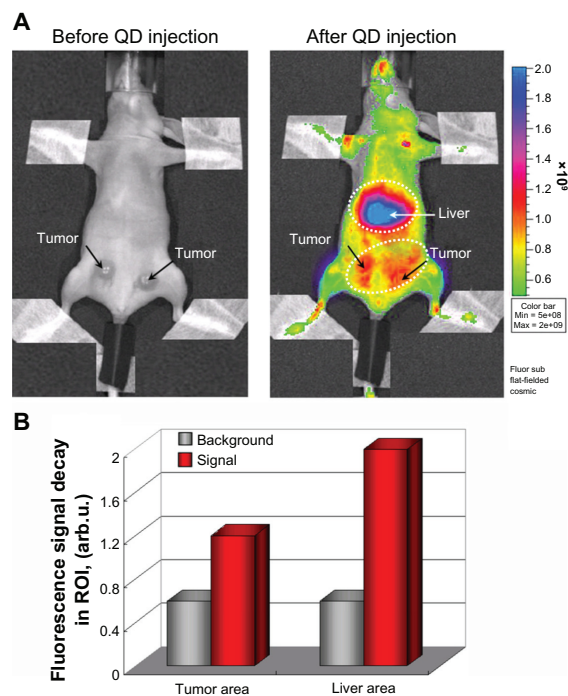 A
Before QD injection
After QD injection
Tumor
Tumor
Liver
Tumor
Tumor
2.0
1.8
1.6
1.4
1.2
1.0
0.8
0.6
×10⁹
Color bar
Min = 5e+08
Max = 2e+09
Fluor sub
flat-fielded
cosmic
B
Fluorescence signal decay
in ROI, (arb.u.)
Background
Signal
2
1.6
1.2
0.8
0.4
0
Tumor area
Liver area